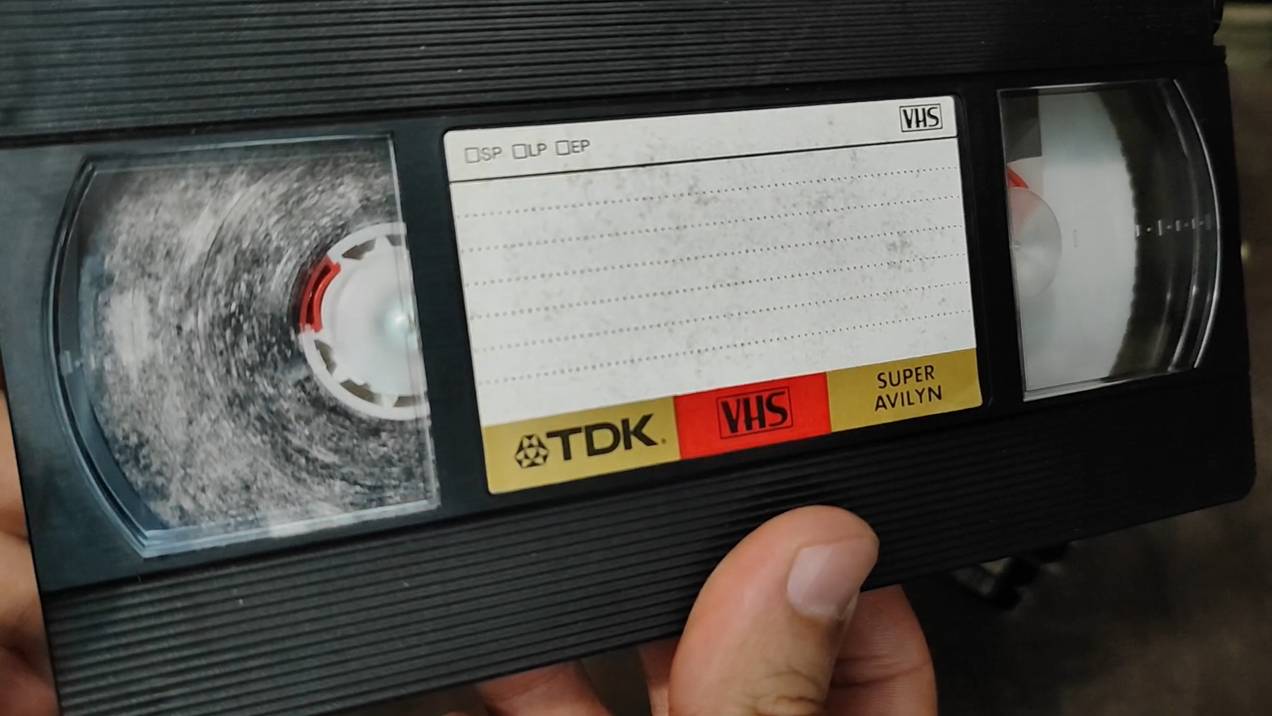 VHS
□SP □LP □EP
TDK.
VHS
SUPER
AVILYN